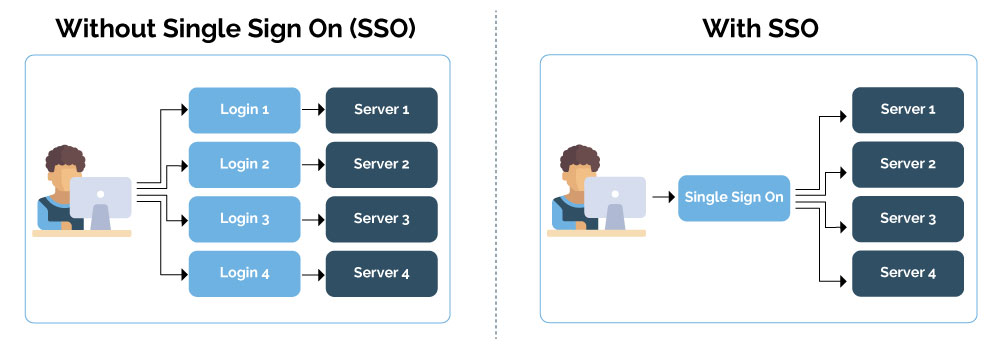 Without Single Sign On (SSO)
Login 1
Server 1
Login 2
Server 2
Login 3
Server 3
Login 4
Server 4
With SSO
Single Sign On
Server 1
Server 2
Server 3
Server 4